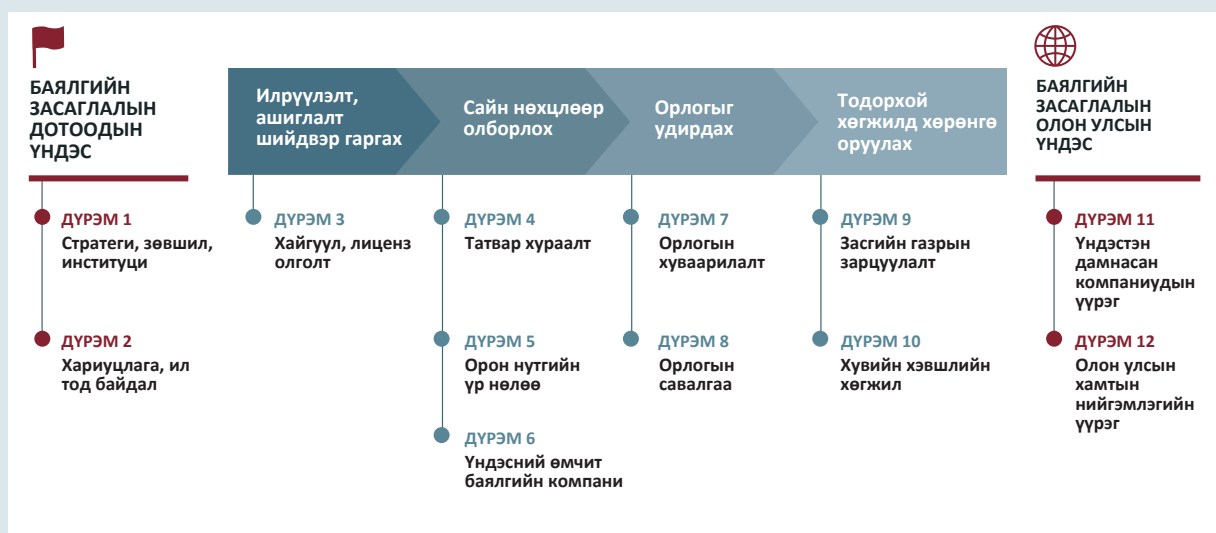 БАЯЛГИЙН
ЗАСАГЛАЛЫН
ДОТООДЫН
ҮНДЭС
ДҮРЭМ 1
Стратеги, зөвшил,
институци
ДҮРЭМ 2
Хариуцлага, ил
тод байдал
Илрүүлэлт,
ашиглалт
шийдвэр гаргах
ДҮРЭМ 3
Хайгуул, лиценз
олголт
Сайн нөхцлөөр
олборлох
ДҮРЭМ 4
Татвар хураалт
ДҮРЭМ 5
Орон нутгийн
үр нөлөө
ДҮРЭМ 6
Үндэсний өмчит
баялгийн компани
Орлогыг
удирдах
ДҮРЭМ 7
Орлогын
хуваарилалт
ДҮРЭМ 8
Орлогын
савалгаа
Тодорхой
хөгжилд хөрөнгө
оруулах
ДҮРЭМ 9
Засгийн газрын
зарцуулалт
ДҮРЭМ 10
Хувийн хэвшлийн
хөгжил
БАЯЛГИЙН
ЗАСАГЛАЛЫН
ОЛОН УЛСЫН
ҮНДЭС
ДҮРЭМ 11
Үндэстэн
дамнасан
компаниудын
үүрэг
ДҮРЭМ 12
Олон улсын
хамтын
нийгэмлэгийн
үүрэг